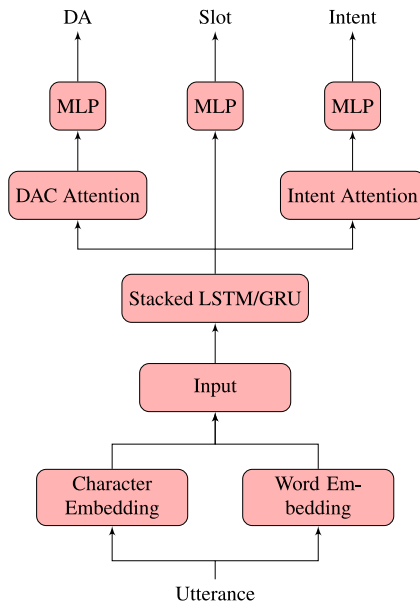 DA
Slot
Intent
MLP
MLP
MLP
DAC Attention
Intent Attention
Stacked LSTM/GRU
Input
Character
Embedding
Word Em-
bedding
Utterance